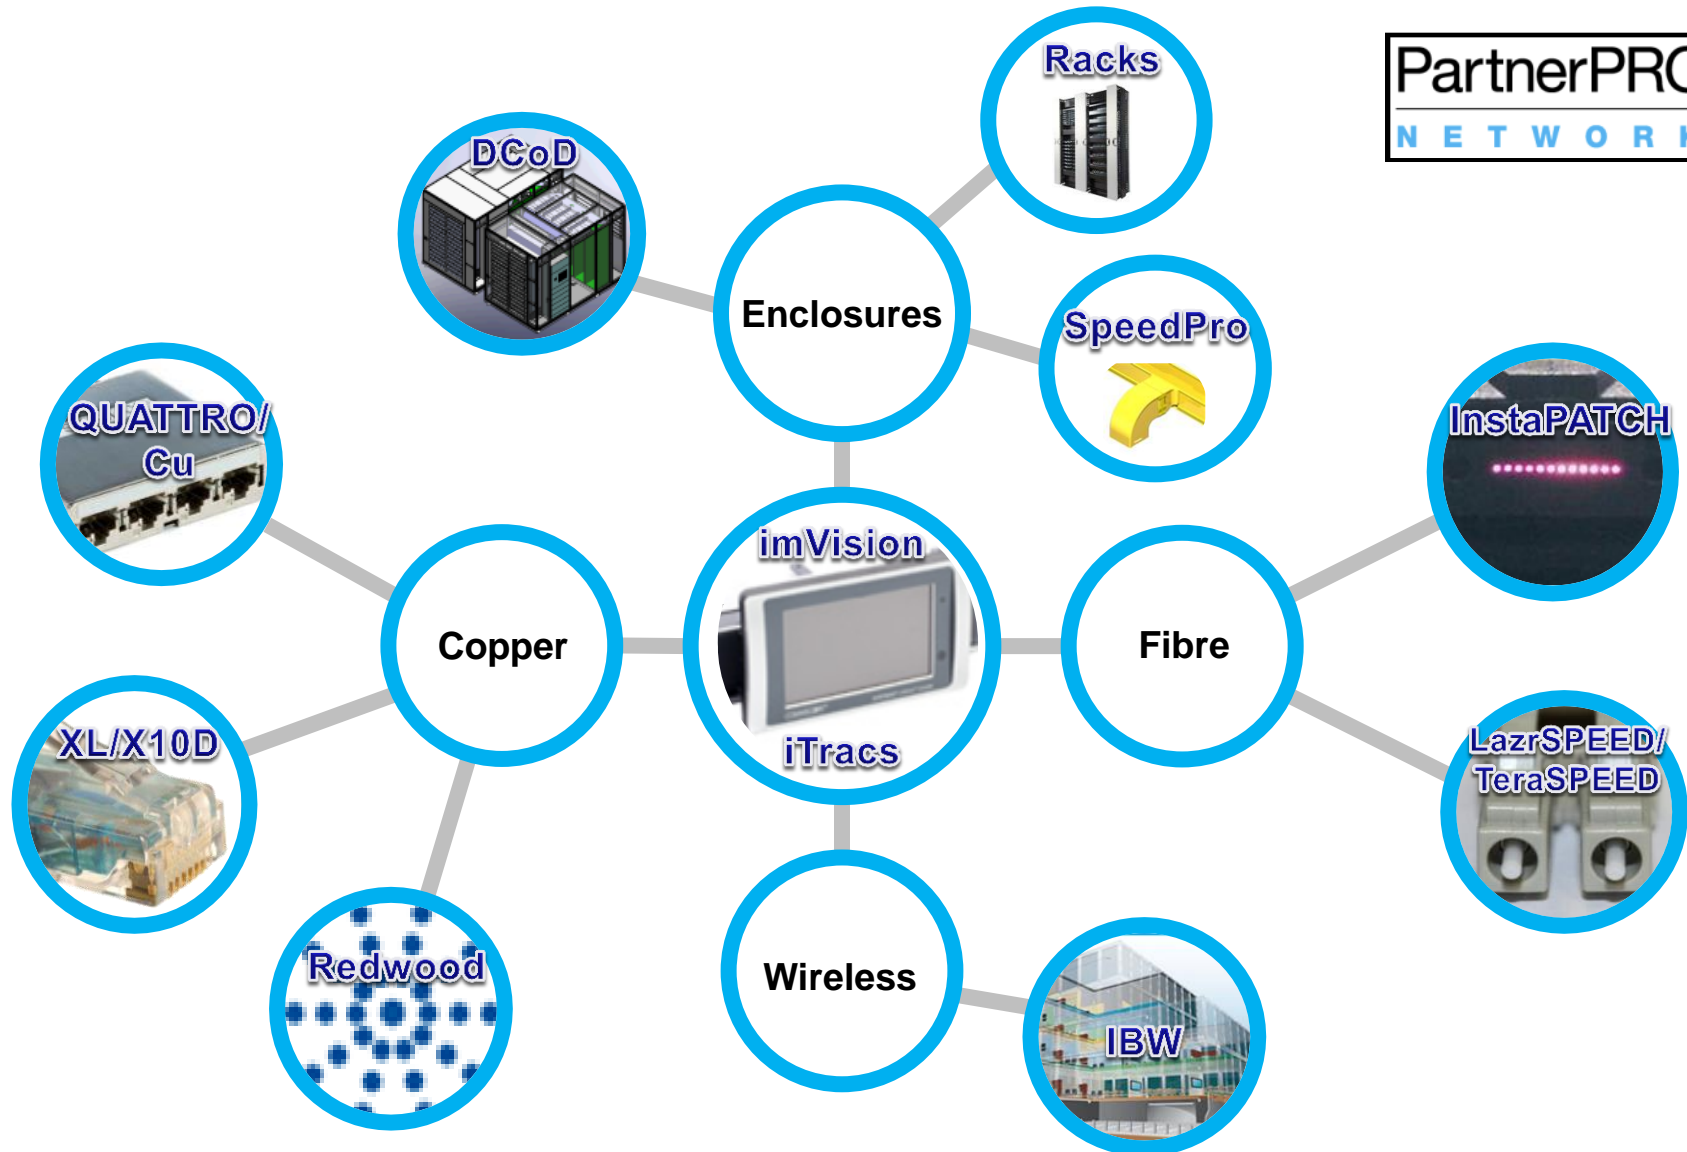 Racks
PartnerPRO
NETWORK
DCoD
Enclosures
SpeedPro
QUATTRO/
Cu
InstaPATCH
imVision
Copper
Fibre
XL/X10D
iTracs
LazrSPEED/
TeraSPEED
Redwood
Wireless
IBW